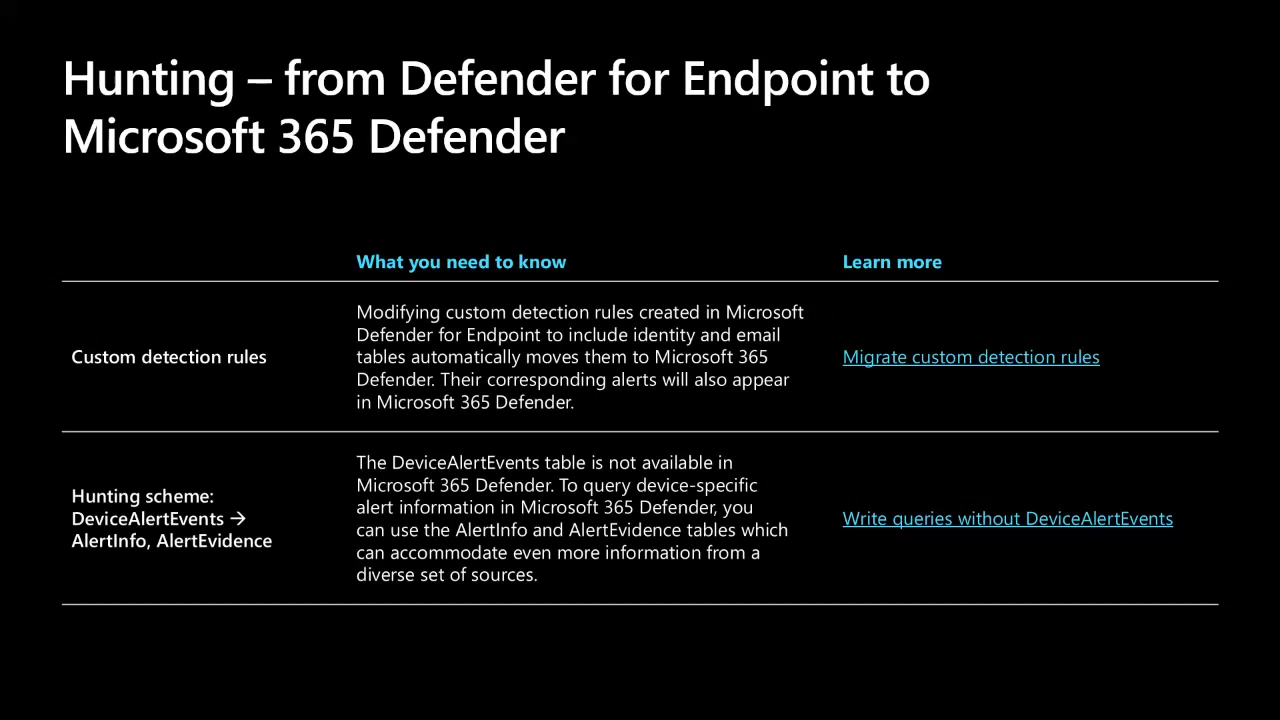 Hunting – from Defender for Endpoint to
Microsoft 365 Defender
What you need to know
Learn more
Custom detection rules
Modifying custom detection rules created in Microsoft
Defender for Endpoint to include identity and email
tables automatically moves them to Microsoft 365
Defender. Their corresponding alerts will also appear
in Microsoft 365 Defender.
Migrate custom detection rules
Hunting scheme:
DeviceAlertEvents →
AlertInfo, AlertEvidence
The DeviceAlertEvents table is not available in
Microsoft 365 Defender. To query device-specific
alert information in Microsoft 365 Defender, you
can use the AlertInfo and AlertEvidence tables which
can accommodate even more information from a
diverse set of sources.
Write queries without DeviceAlertEvents